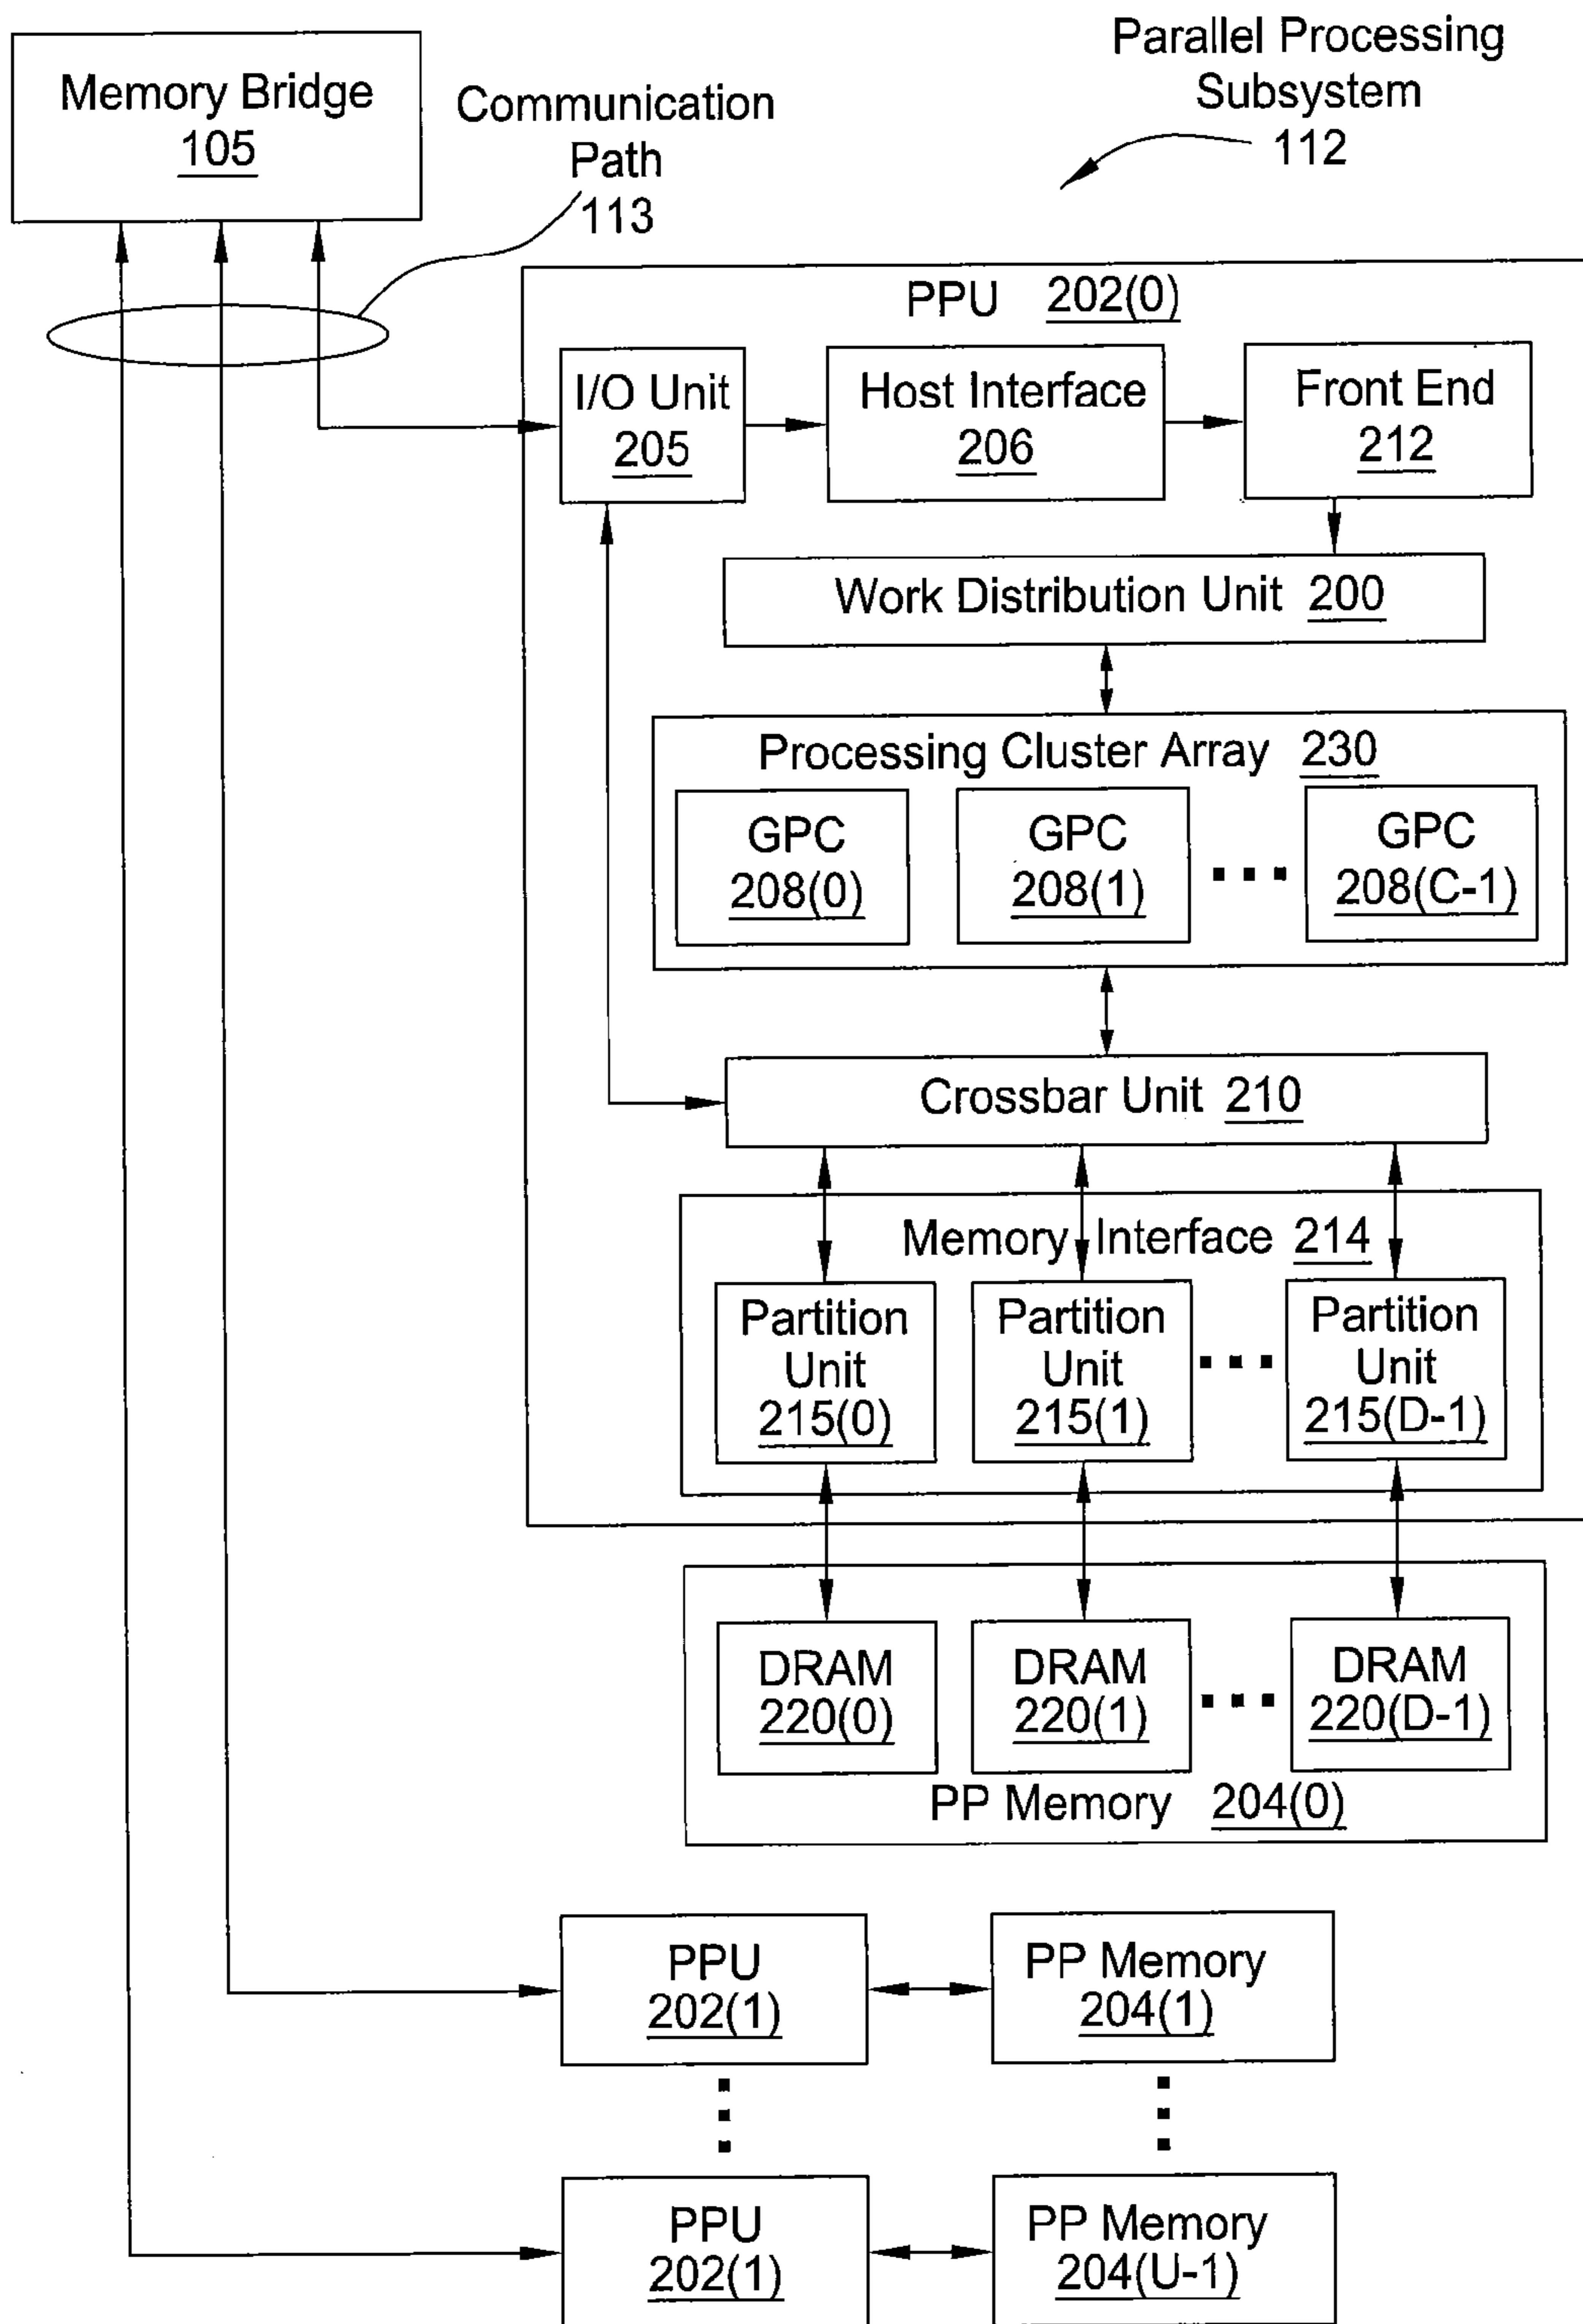 Parallel Processing
Subsystem
112
Memory Bridge
105
Communication
Path
113
PPU 202(0)
I/O Unit
205
Host Interface
206
Front End
212
Work Distribution Unit 200
Processing Cluster Array 230
GPC
208(0)
GPC
208(1)
GPC
208(C-1)
Crossbar Unit 210
Memory Interface 214
Partition
Unit
215(0)
Partition
Unit
215(1)
Partition
Unit
215(D-1)
DRAM
220(0)
DRAM
220(1)
DRAM
220(D-1)
PP Memory 204(0)
PPU
202(1)
PP Memory
204(1)
PPU
202(1)
PP Memory
204(U-1)